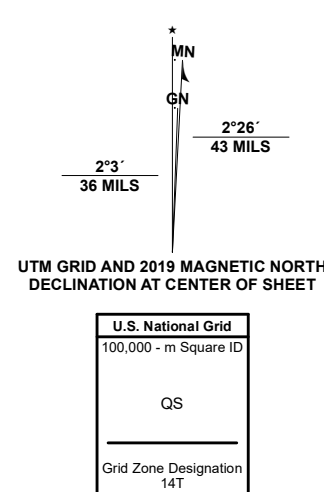 ★
MN
GN
2°26´
43 MILS
2°3´
36 MILS
UTM GRID AND 2019 MAGNETIC NORTH
DECLINATION AT CENTER OF SHEET
U.S. National Grid
100,000 - m Square ID
QS
Grid Zone Designation
14T